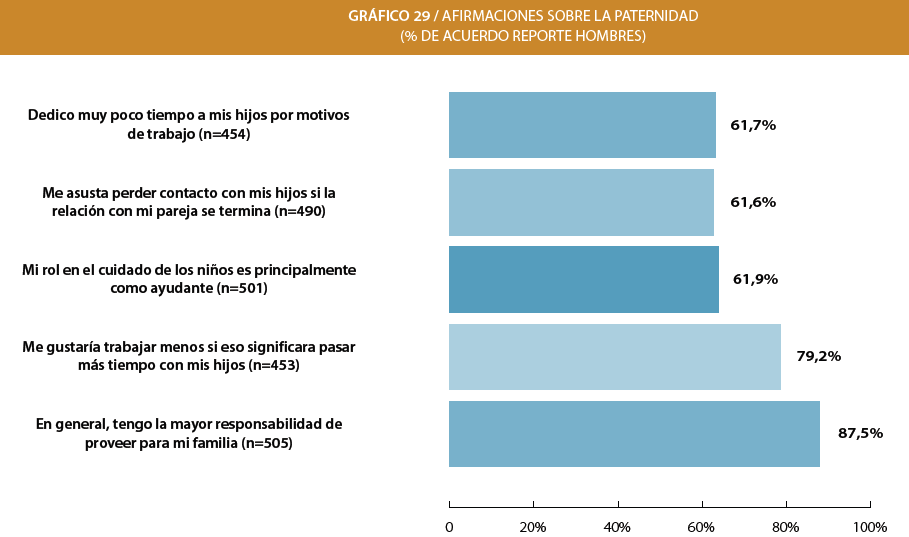 GRÁFICO 29 / AFIRMACIONES SOBRE LA PATERNIDAD
(% DE ACUERDO REPORTE HOMBRES)
Dedico muy poco tiempo a mis hijos por motivos
de trabajo (n=454)
61,7%
Me asusta perder contacto con mis hijos si la
relación con mi pareja se termina (n=490)
61,6%
Mi rol en el cuidado de los niños es principalmente
como ayudante (n=501)
61,9%
Me gustaría trabajar menos si eso significara pasar
más tiempo con mis hijos (n=453)
79,2%
En general, tengo la mayor responsabilidad de
proveer para mi familia (n=505)
87,5%
0 20% 40% 60% 80% 100%